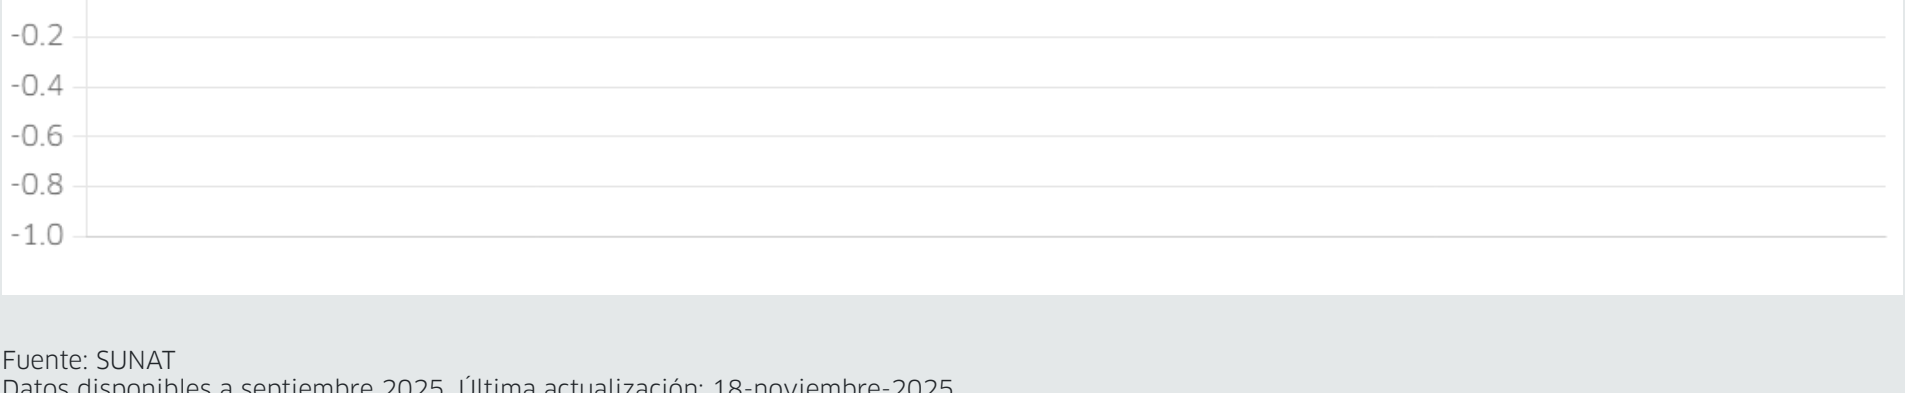 -0.2
-0.4
-0.6
-0.8
-1.0
Fuente: SUNAT
Datos disponibles a septiembre 2025. Última actualización: 18-noviembre-2025